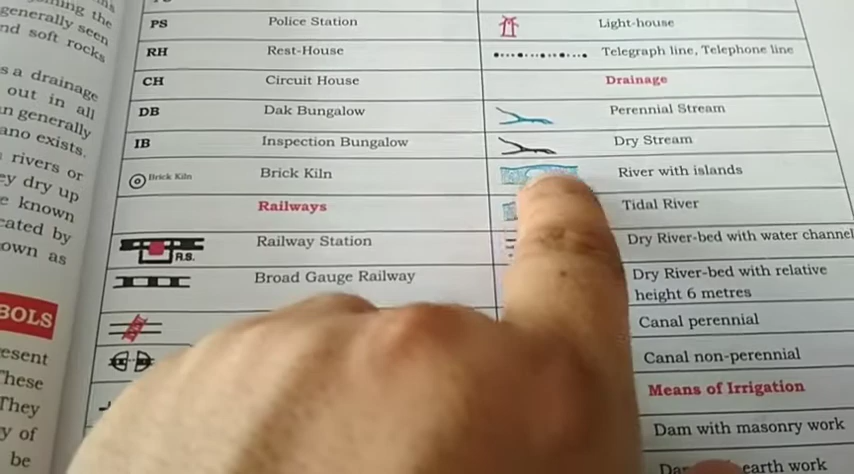 ning the
generally seen
nd soft rocks
s a drainage
out in all
n generally
ano exists.
rivers or
ey dry up
e known
eated by
own as
BOLS
esent
These
They
y of
be
PS Police Station
RH Rest-House
CH Circuit House
DB Dak Bungalow
IB Inspection Bungalow
Brick Kiln Brick Kiln
Railways
R.S. Railway Station
Broad Gauge Railway
Light-house
Telegraph line, Telephone line
Drainage
Perennial Stream
Dry Stream
River with islands
Tidal River
Dry River-bed with water channel
Dry River-bed with relative
height 6 metres
Canal perennial
Canal non-perennial
Means of Irrigation
Dam with masonry work
earth work